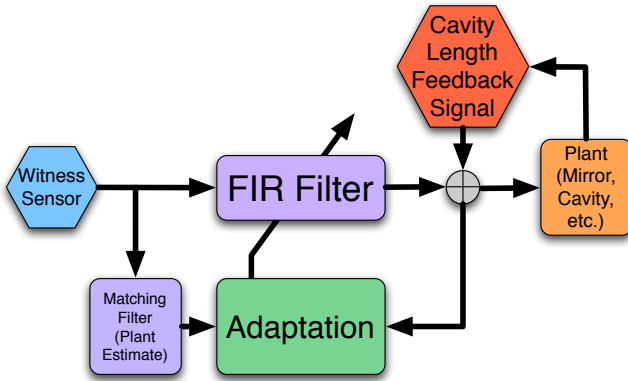 Cavity
Length
Feedback
Signal
Witness
Sensor
FIR Filter
Plant
(Mirror,
Cavity,
etc.)
Matching
Filter
(Plant
Estimate)
Adaptation